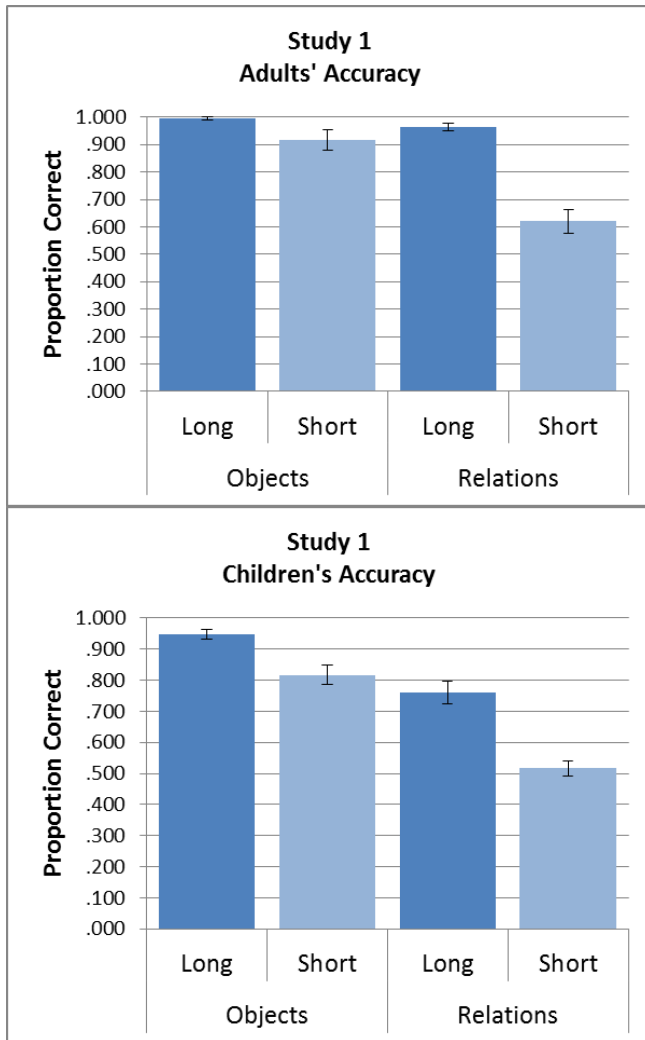 Study 1
Adults' Accuracy
Proportion Correct
1.000
.900
.800
.700
.600
.500
.400
.300
.200
.100
.000
Long Short Long Short
Objects Relations
Study 1
Children's Accuracy
Proportion Correct
1.000
.900
.800
.700
.600
.500
.400
.300
.200
.100
.000
Long Short Long Short
Objects Relations